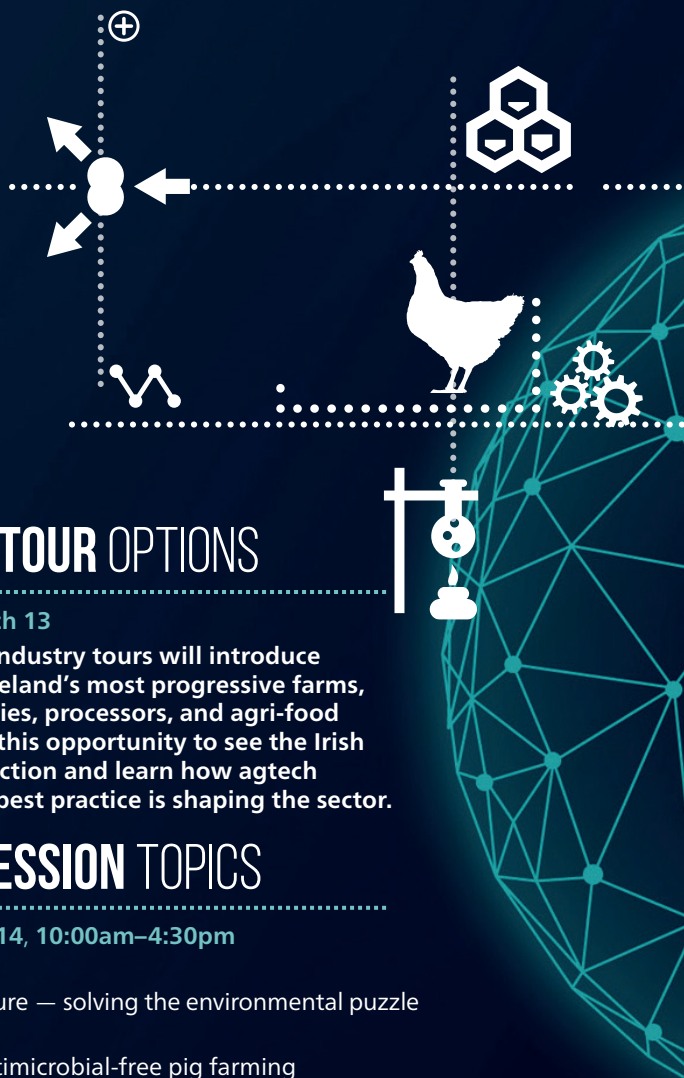 TOUR OPTIONS
ch 13
ndustry tours will introduce
eland's most progressive farms,
ies, processors, and agri-food
this opportunity to see the Irish
ction and learn how agtech
best practice is shaping the sector.
ESSION TOPICS
14, 10:00am–4:30pm
ure — solving the environmental puzzle
timicrobial-free pig farming